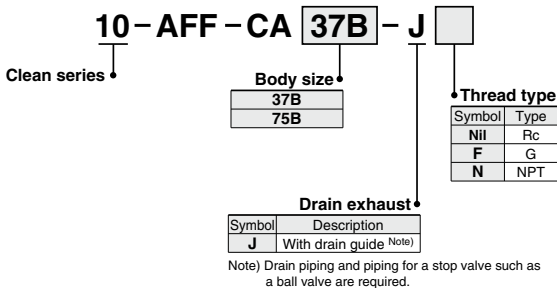 10-AFF-CA 37B-J
Clean series
Body size
37B
75B
Thread type
Symbol Type
Nil Rc
F G
N NPT
Drain exhaust
Symbol Description
J With drain guide Note)
Note) Drain piping and piping for a stop valve such as
a ball valve are required.